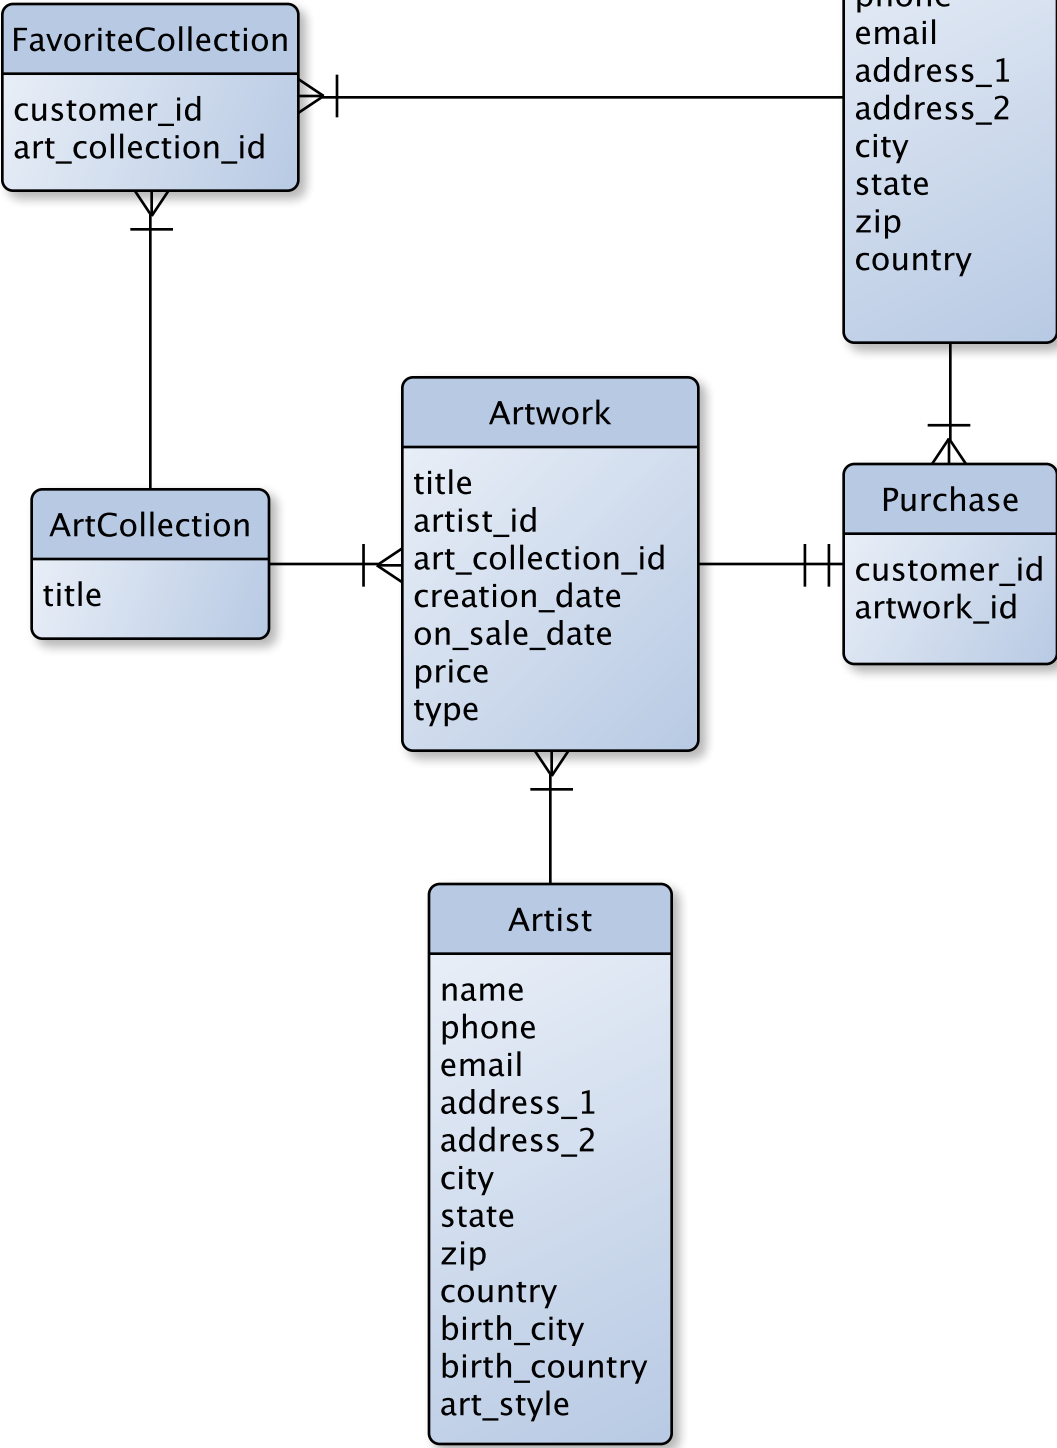 FavoriteCollection
customer_id
art_collection_id
phone
email
address_1
address_2
city
state
zip
country
Artwork
title
artist_id
art_collection_id
creation_date
on_sale_date
price
type
ArtCollection
title
Purchase
customer_id
artwork_id
Artist
name
phone
email
address_1
address_2
city
state
zip
country
birth_city
birth_country
art_style